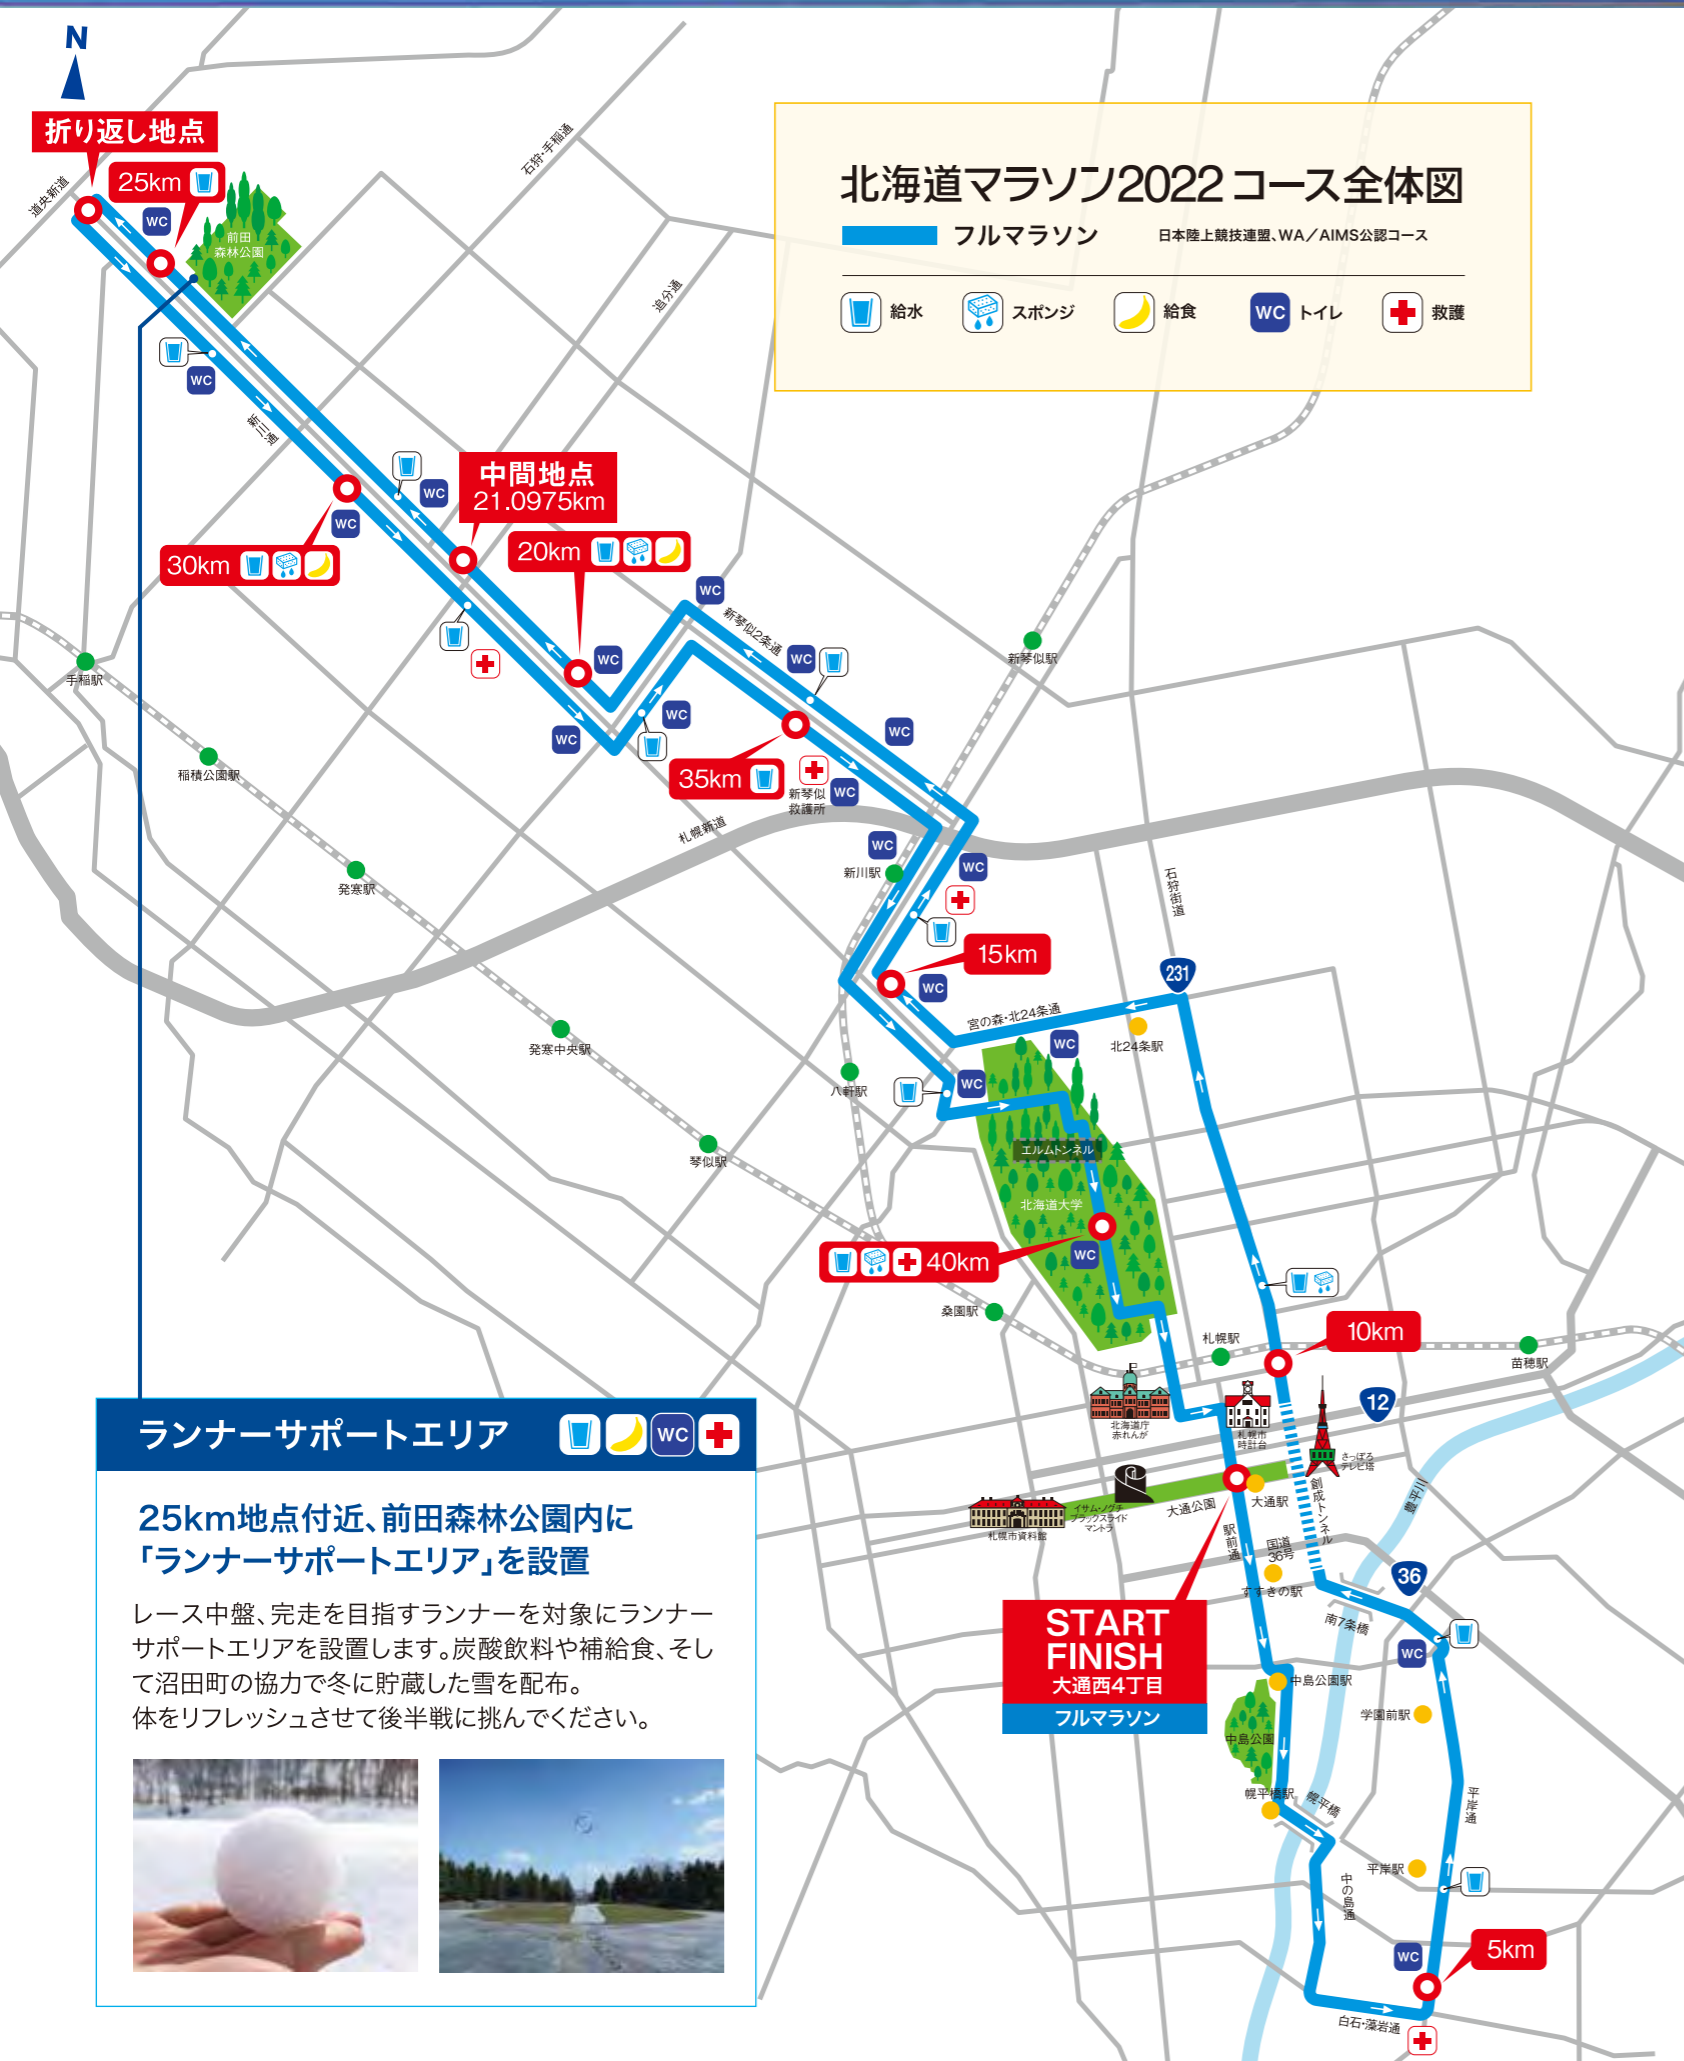 N
折り返し地点
25km
WC
道央新道
前田
森林公園
石狩・手稲通
追分通
北海道マラソン2022 コース全体図
フルマラソン
日本陸上競技連盟、WA／AIMS公認コース
給水
スポンジ
給食
WC
トイレ
救護
WC
新川通
中間地点
21.0975km
WC
WC
30km
20km
WC
新琴似2条通
WC
WC
WC
WC
WC
35km
新琴似
救護所
WC
札幌新道
新琴似駅
手稲駅
稲積公園駅
発寒駅
WC
新川駅
WC
石狩街道
15km
WC
231
宮の森・北24条通
WC
北24条駅
発寒中央駅
八軒駅
WC
エルムトンネル
琴似駅
北海道大学
40km
WC
桑園駅
札幌駅
10km
苗穂駅
12
北海道庁
赤れんが
札幌市
時計台
さっぽろ
テレビ塔
創成トンネル
豊平川
大通駅
大通公園
イサム・ノグチ
ブラックスライド
マントラ
札幌市資料館
駅前通
国道
36号
すすきの駅
36
南7条橋
WC
START
FINISH
大通西4丁目
フルマラソン
中島公園駅
学園前駅
中島公園
幌平橋駅
幌平橋
平岸通
平岸駅
中の島通
WC
5km
白石・藻岩通
ランナーサポートエリア
WC
25km地点付近、前田森林公園内に
「ランナーサポートエリア」を設置
レース中盤、完走を目指すランナーを対象にランナー
サポートエリアを設置します。炭酸飲料や補給食、そし
て沼田町の協力で冬に貯蔵した雪を配布。
体をリフレッシュさせて後半戦に挑んでください。